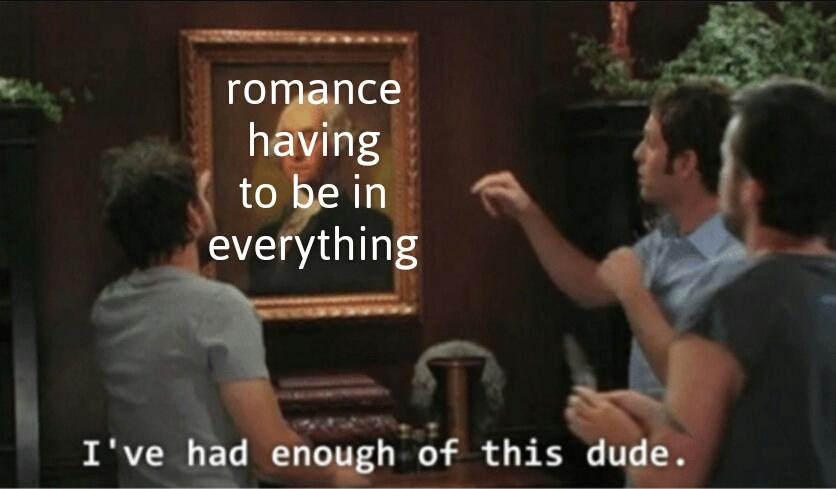 romance
having
to be in
everything
I've had enough of this dude.